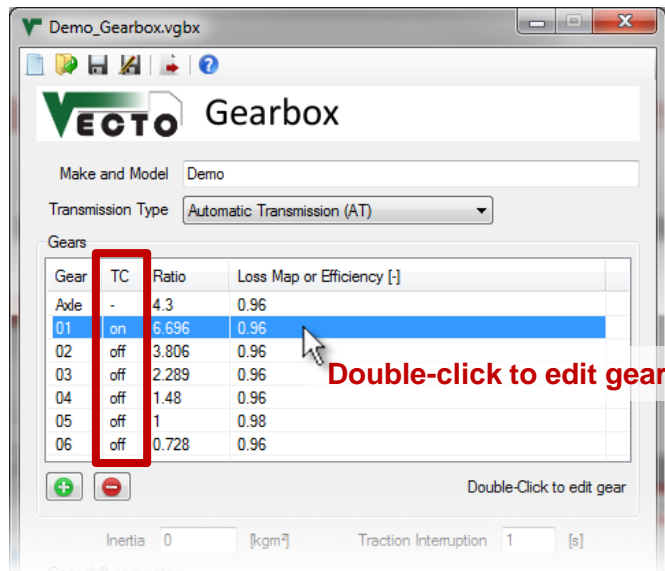 Demo_Gearbox.vgbx
VECTO Gearbox
Make and Model Demo
Transmission Type Automatic Transmission (AT)
Gears
Gear TC Ratio Loss Map or Efficiency [-]
Axle - 4.3 0.96
01 on 6.696 0.96
02 off 3.806 0.96
03 off 2.289 0.96
Double-click to edit gear
04 off 1.48 0.96
05 off 1 0.98
06 off 0.728 0.96
Double-Click to edit gear
Inertia 0 [kgm²] Traction Interruption 1 [s]